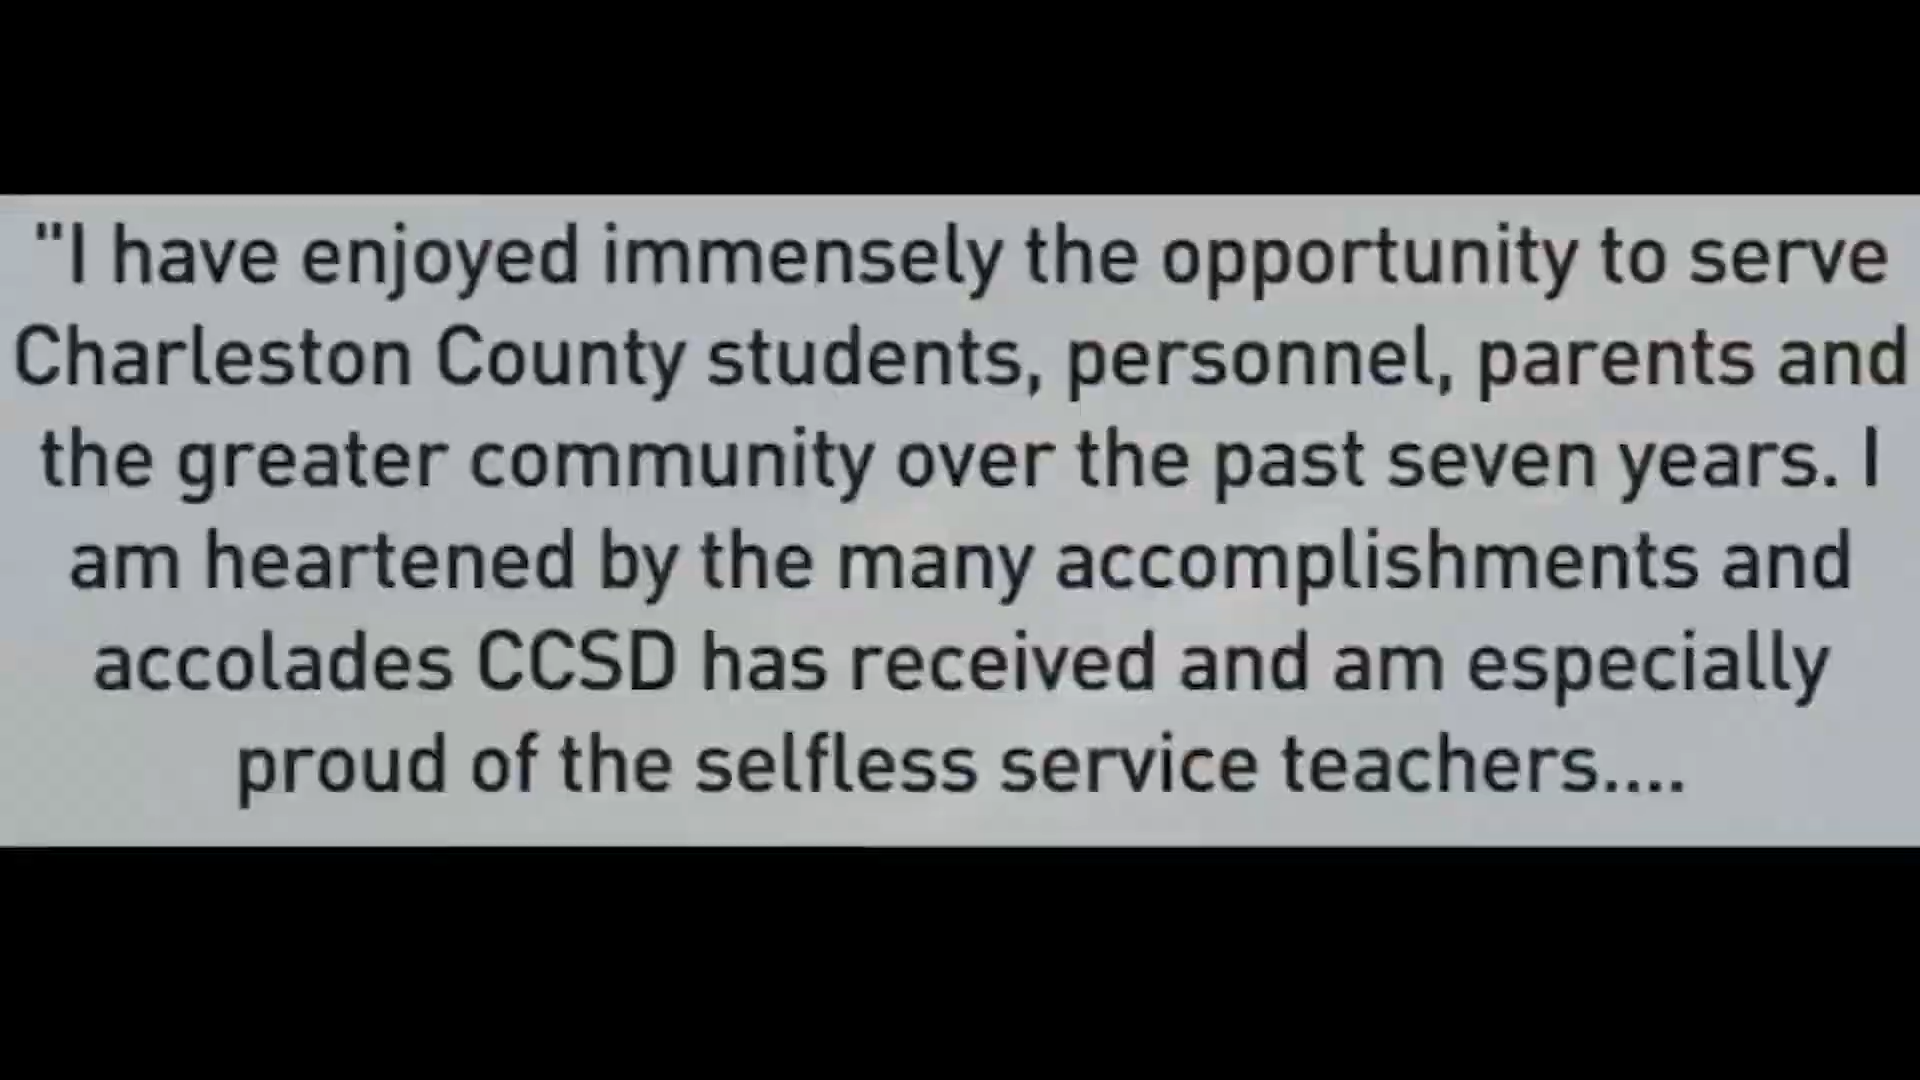 "I have enjoyed immensely the opportunity to serve
Charleston County students, personnel, parents and
the greater community over the past seven years. I
am heartened by the many accomplishments and
accolades CCSD has received and am especially
proud of the selfless service teachers....